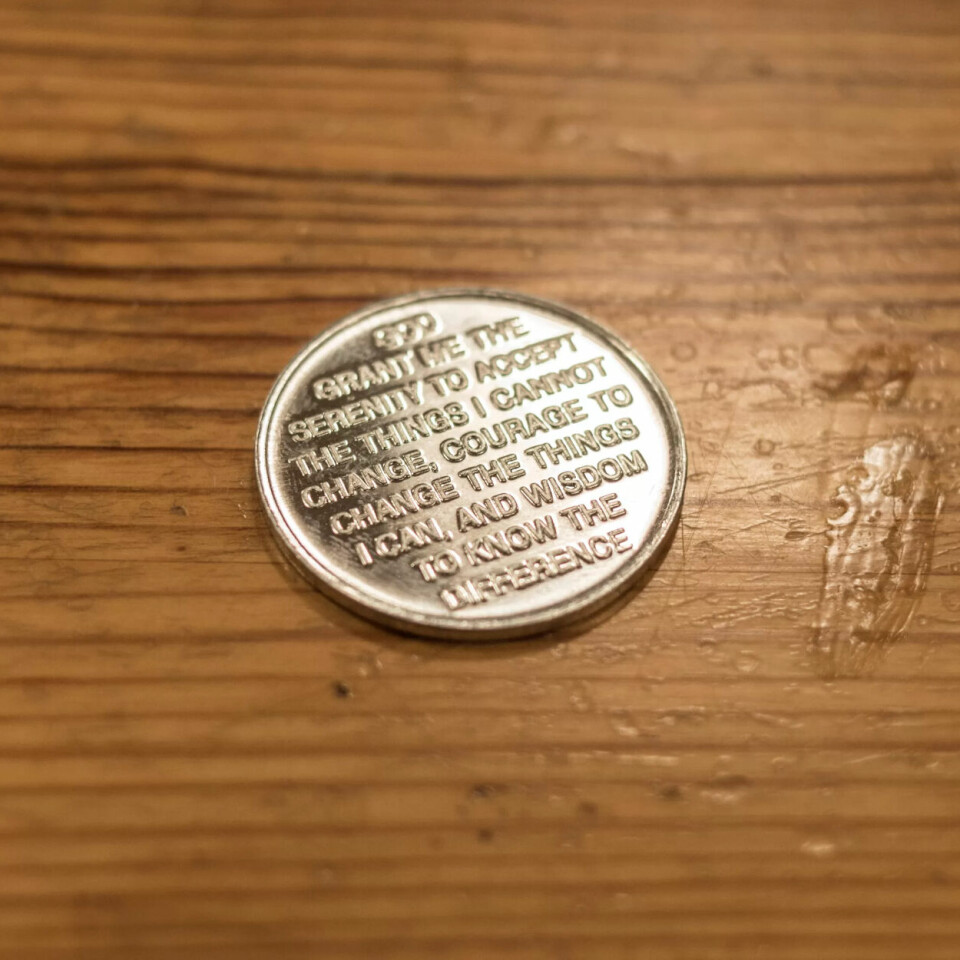 GOD
GRANT ME THE
SERENITY TO ACCEPT
THE THINGS I CANNOT
CHANGE, COURAGE TO
CHANGE THE THINGS
I CAN, AND WISDOM
TO KNOW THE
DIFFERENCE